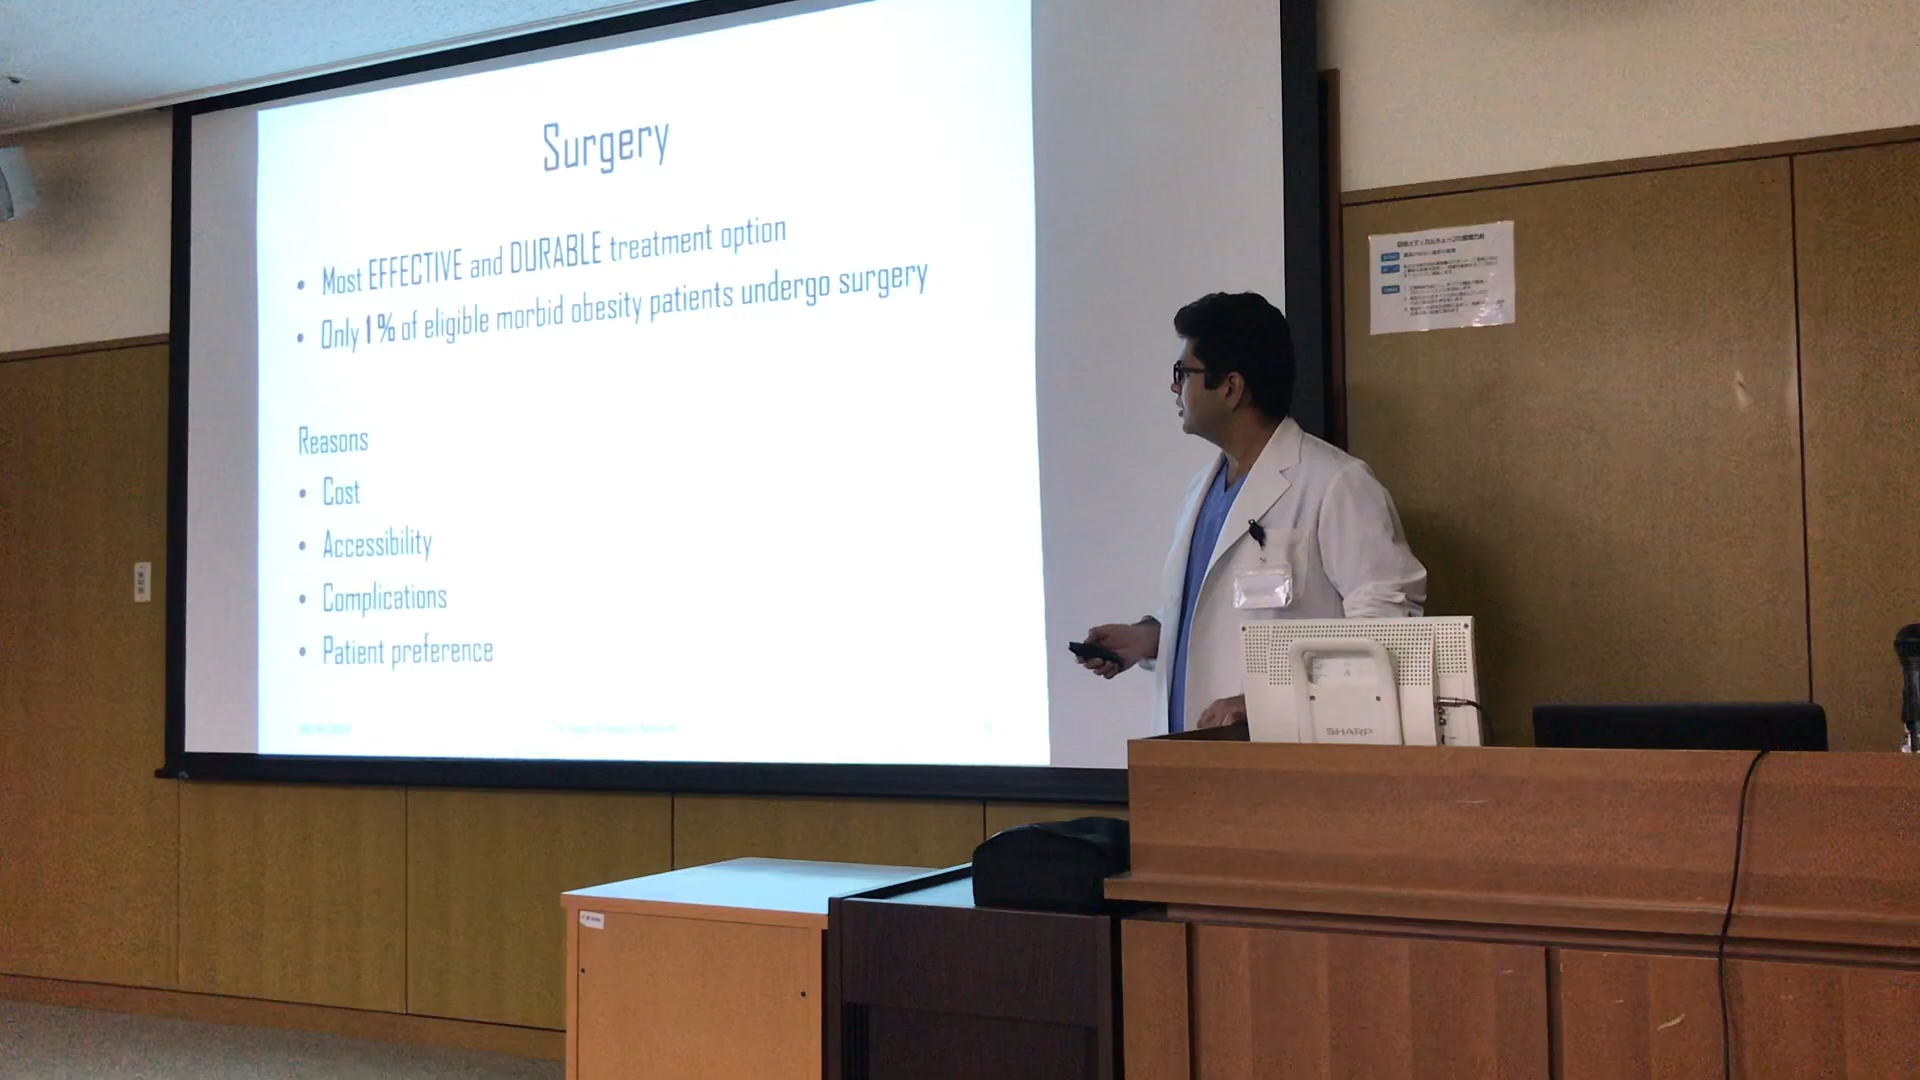 Surgery
• Most EFFECTIVE and DURABLE treatment option
• Only 1 % of eligible morbid obesity patients undergo surgery
Reasons
• Cost
• Accessibility
• Complications
• Patient preference
SHARP